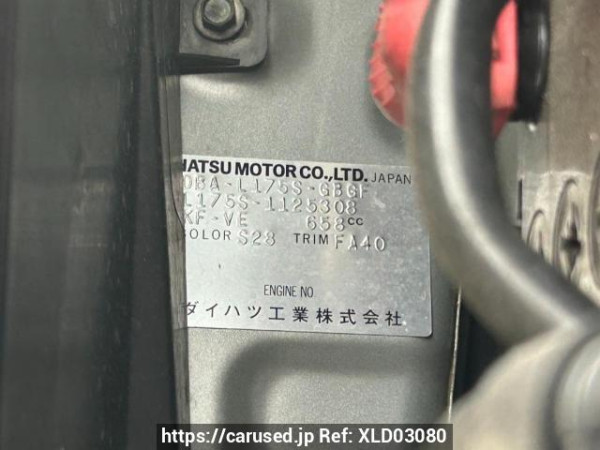 HATSU MOTOR CO.,LTD. JAPAN
DBA-L175S-GBGF
L175S-1125308
KF-VE 658cc
COLOR S28 TRIM FA40
ENGINE NO
ダイハツ工業株式会社
https://carused.jp Ref: XLD03080